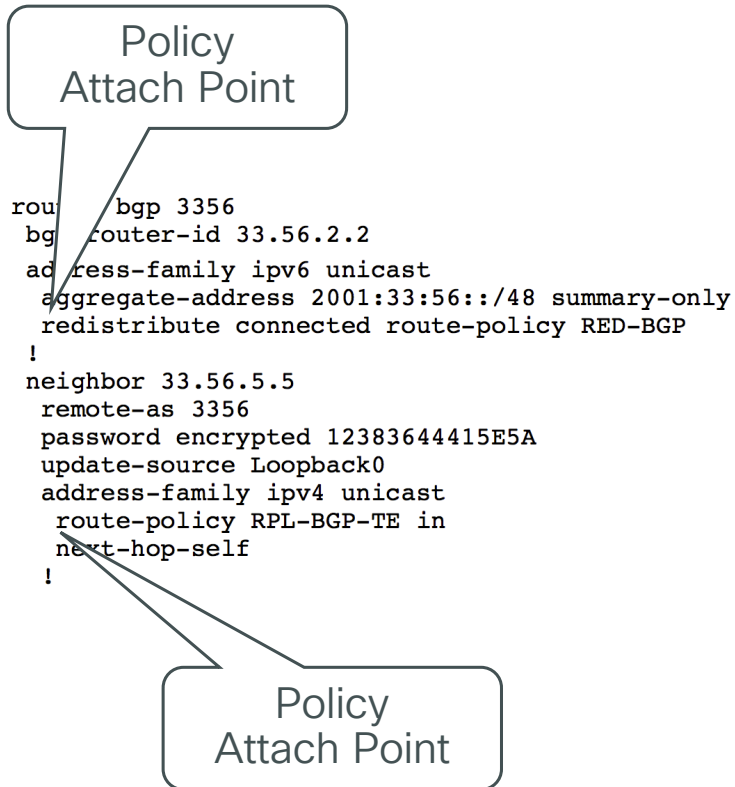 Policy
Attach Point
rou bgp 3356
bg router-id 33.56.2.2
ad ress-family ipv6 unicast
aggregate-address 2001:33:56::/48 summary-only
redistribute connected route-policy RED-BGP
!
neighbor 33.56.5.5
remote-as 3356
password encrypted 12383644415E5A
update-source Loopback0
address-family ipv4 unicast
route-policy RPL-BGP-TE in
next-hop-self
!
Policy
Attach Point